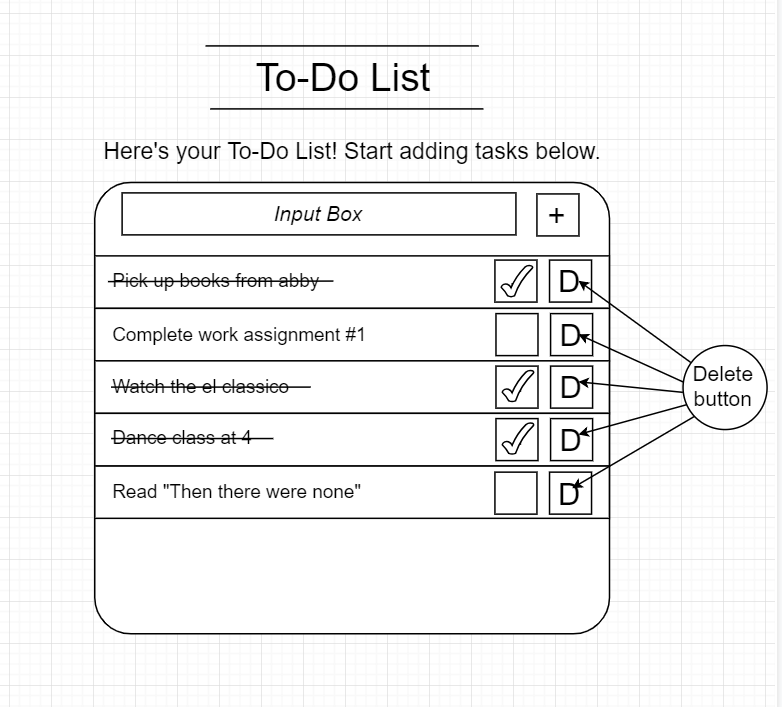 To-Do List
Here's your To-Do List! Start adding tasks below.
Input Box +
Pick up books from abby D
Complete work assignment #1 D
Watch the el classico D
Dance class at 4 D
Read "Then there were none" D
Delete
button